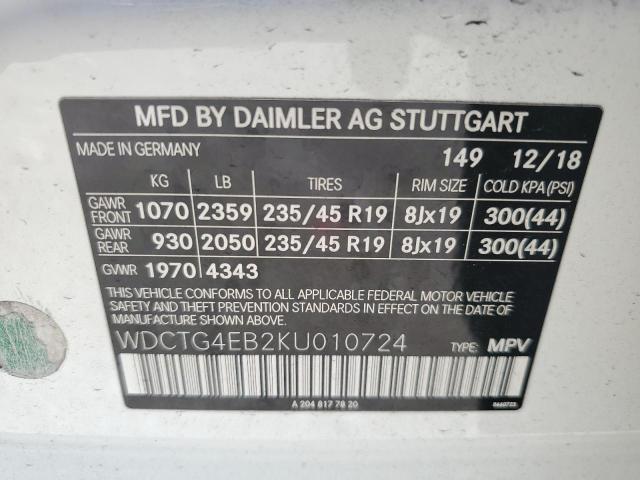 MFD BY DAIMLER AG STUTTGART
MADE IN GERMANY 149 12/18
KG LB TIRES RIM SIZE COLD KPA(PSI)
GAWR FRONT 1070 2359 235/45 R19 8Jx19 300(44)
GAWR REAR 930 2050 235/45 R19 8Jx19 300(44)
GVWR 1970 4343
THIS VEHICLE CONFORMS TO ALL APPLICABLE FEDERAL MOTOR VEHICLE
SAFETY AND THEFT PREVENTION STANDARDS IN EFFECT ON THE DATE OF
MANUFACTURE SHOWN ABOVE.
WDCTG4EB2KU010724 TYPE: MPV
A 204 817 78 20